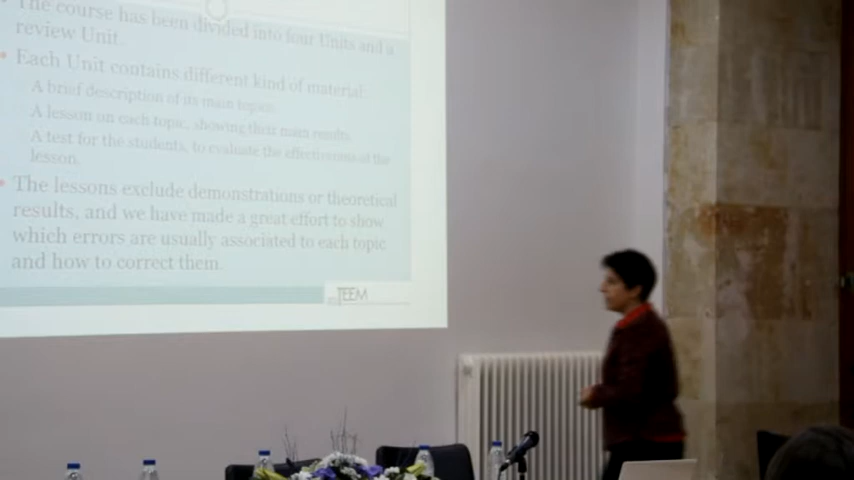 The course has been divided into four Units and a
review Unit.
Each Unit contains different kind of material:
A brief description of its main topics.
A lesson on each topic, showing their main results.
A test for the students, to evaluate the effectiveness of the
lesson.
The lessons exclude demonstrations or theoretical
results, and we have made a great effort to show
which errors are usually associated to each topic
and how to correct them.
TEEM